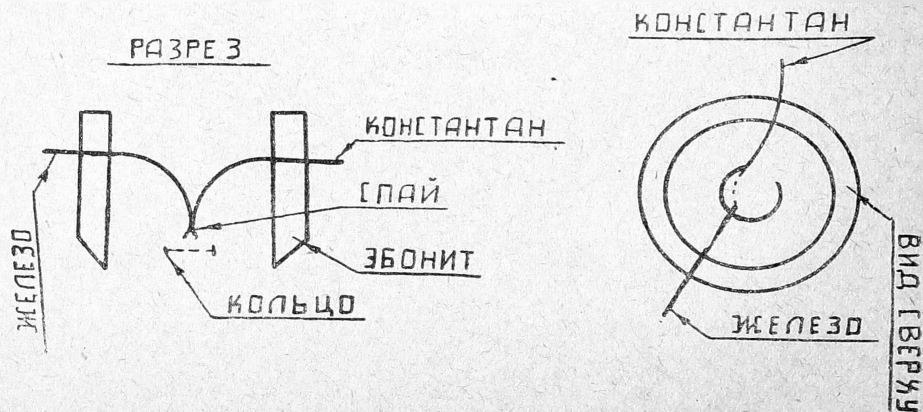 РАЗРЕЗ
КОНСТАНТАН
СПАЙ
ЭБОНИТ
КОЛЬЦО
ЖЕЛЕЗО
КОНСТАНТАН
ЖЕЛЕЗО
ВИД СВЕРХУ